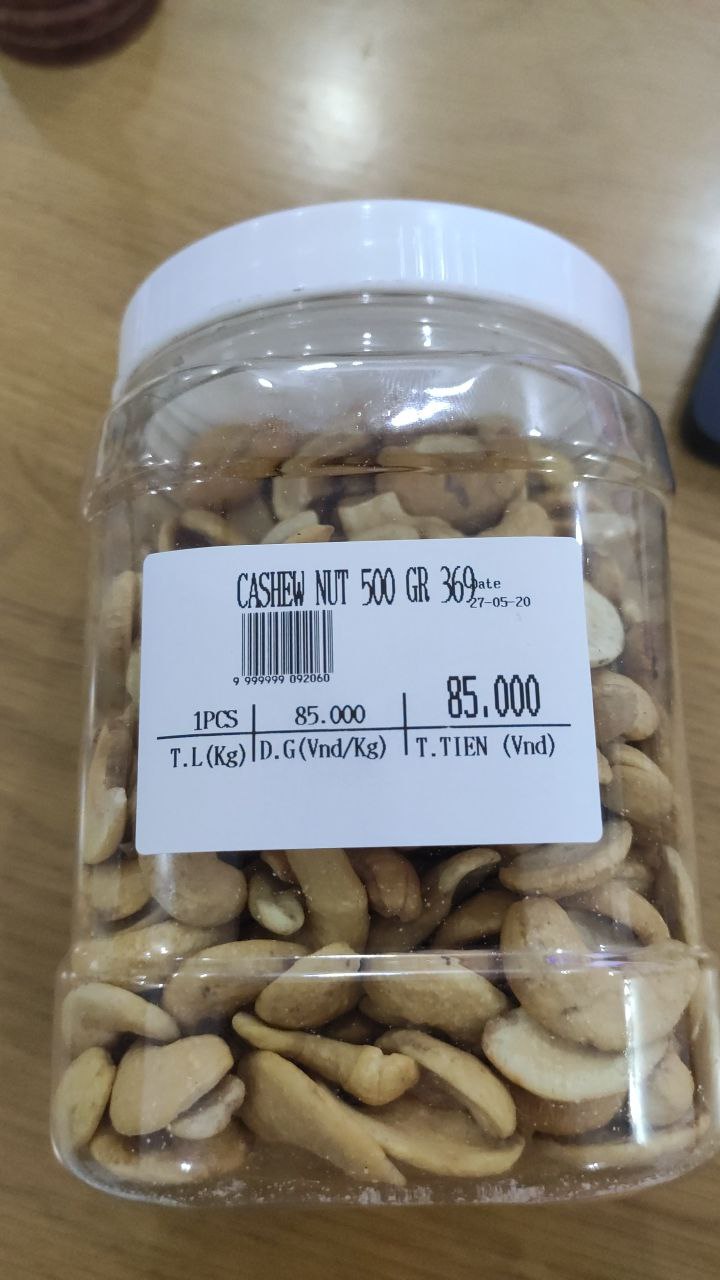 CASHEW NUT 500 GR 369
Date
27-05-20
9 999999 092060
1PCS 85.000 85.000
T.L(Kg) D.G(Vnd/Kg) T.TIEN (Vnd)